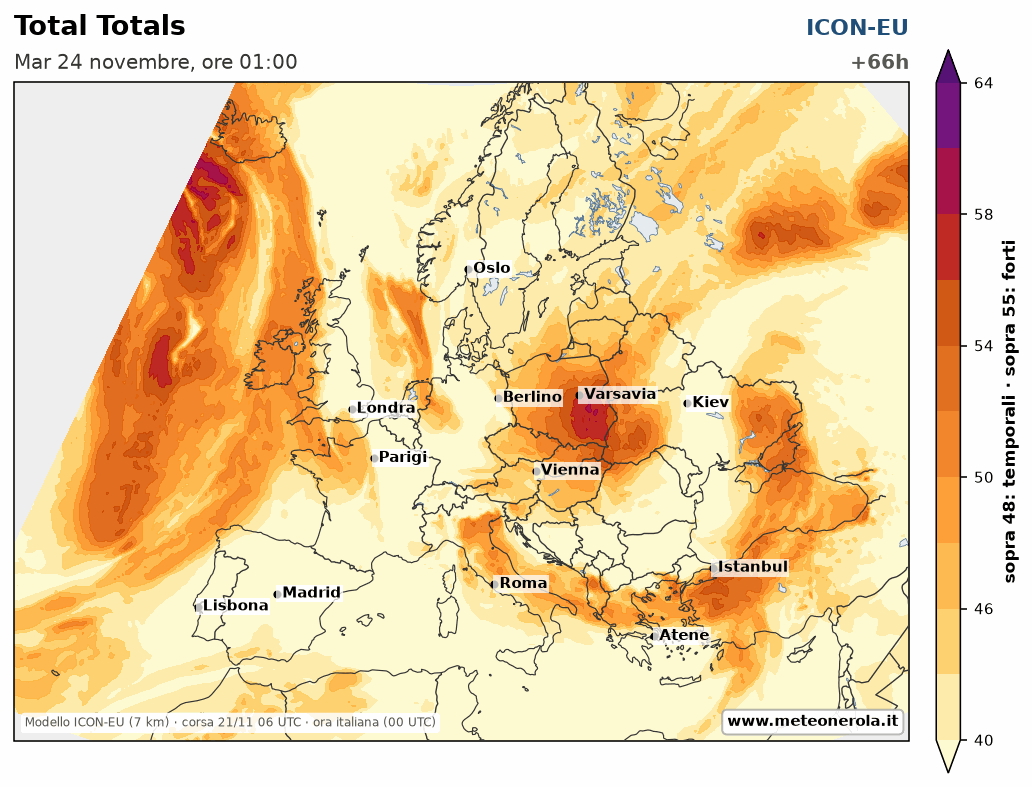 Total Totals
ICON-EU
Mar 24 novembre, ore 01:00
+66h
64
58
54
50
46
40
sopra 48: temporali · sopra 55: forti
Oslo
Berlino
Varsavia
Kiev
Londra
Parigi
Vienna
Istanbul
Roma
Madrid
Lisbona
Atene
Modello ICON-EU (7 km) · corsa 21/11 06 UTC · ora italiana (00 UTC)
www.meteonerola.it